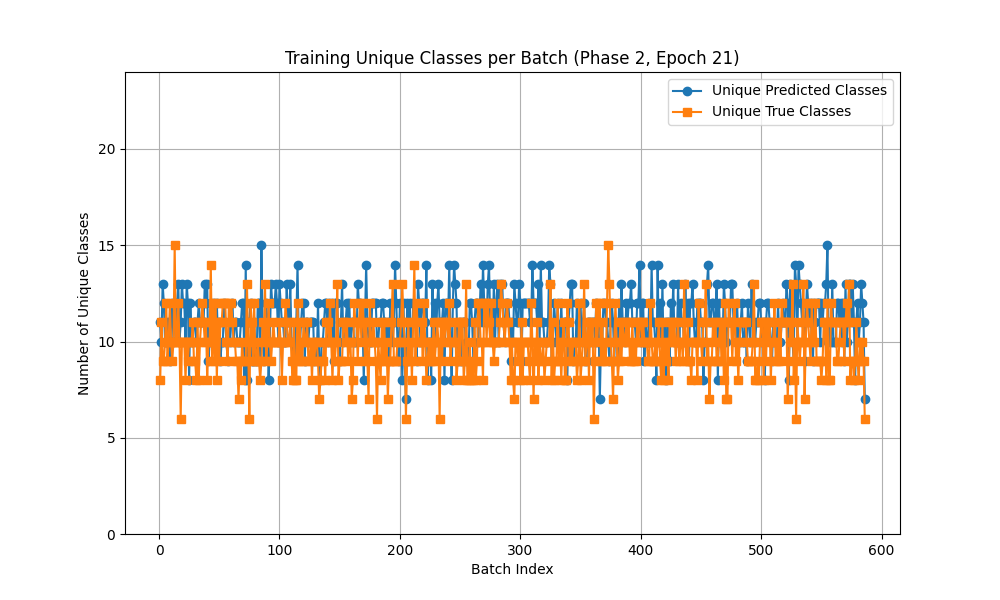 Training Unique Classes per Batch (Phase 2, Epoch 21)
Unique Predicted Classes
Unique True Classes
Number of Unique Classes
20
15
10
5
0
0 100 200 300 400 500 600
Batch Index